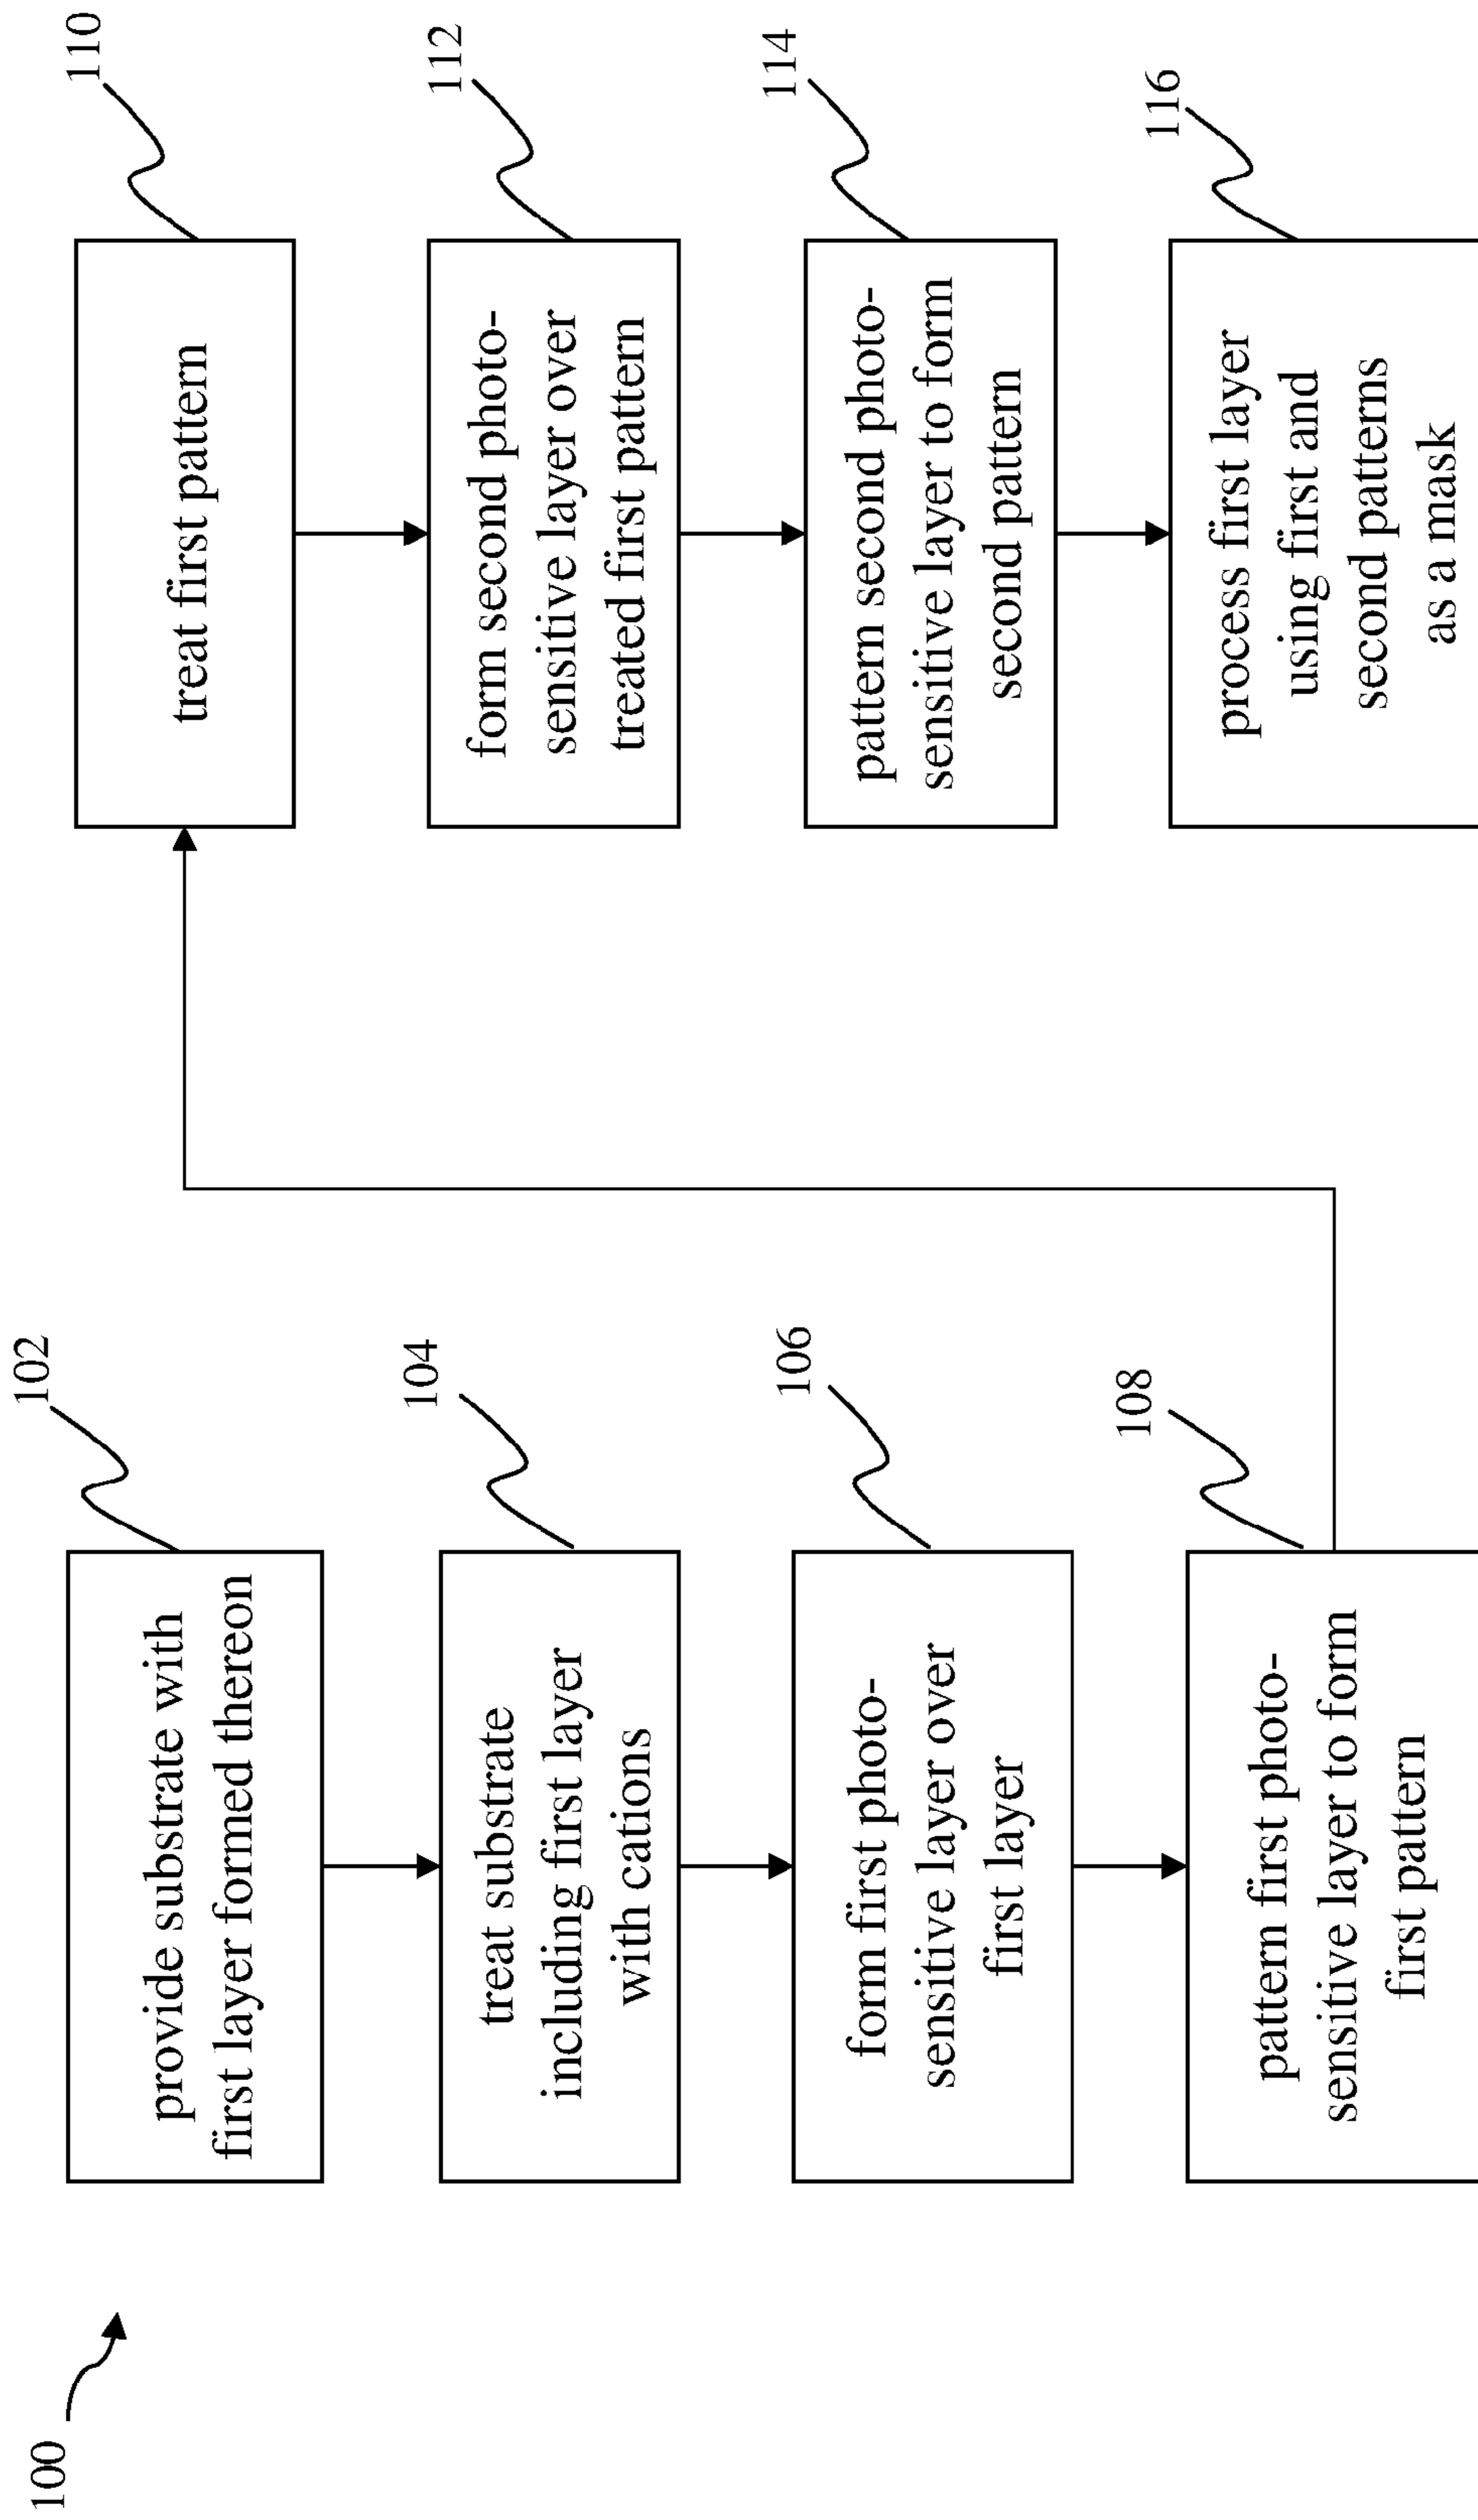 100
102
provide substrate with
first layer formed thereon
104
treat substrate
including first layer
with cations
106
form first photo-
sensitive layer over
first layer
108
pattern first photo-
sensitive layer to form
first pattern
110
treat first pattern
112
form second photo-
sensitive layer over
treated first pattern
114
pattern second photo-
sensitive layer to form
second pattern
116
process first layer
using first and
second patterns
as a mask